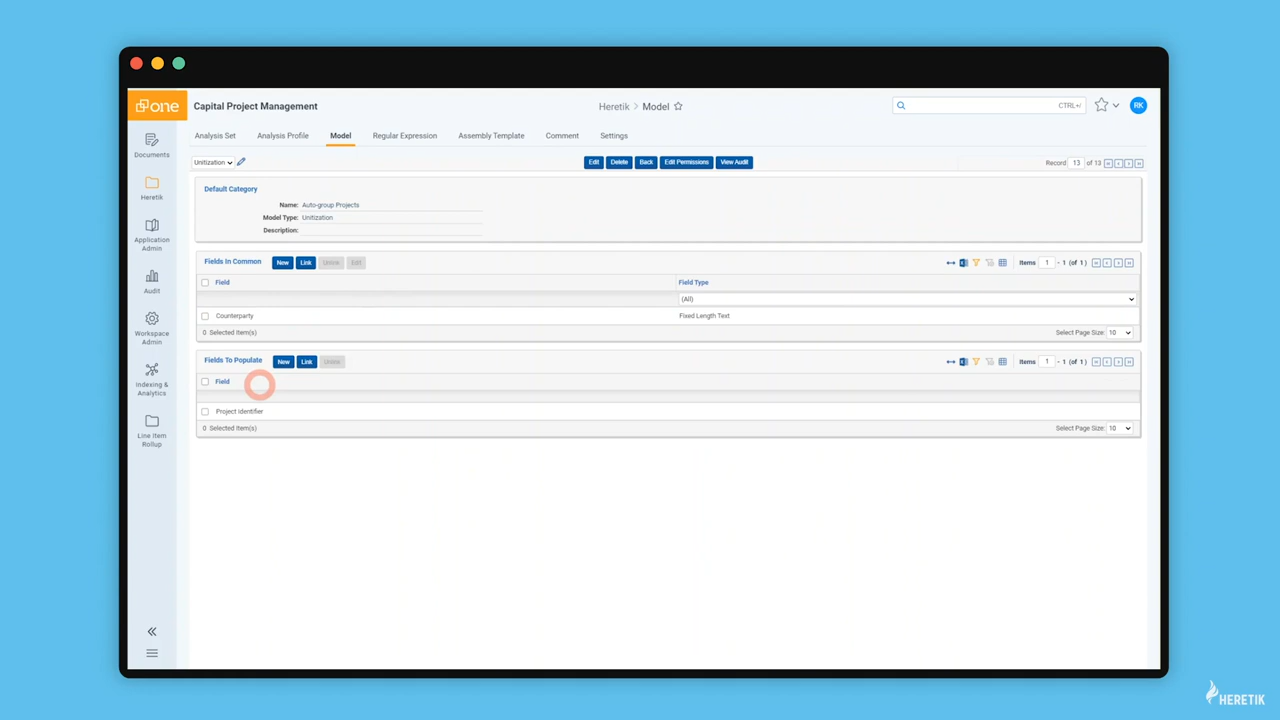 one
Capital Project Management
Heretik > Model
CTRL+/
RK
Analysis Set
Analysis Profile
Model
Regular Expression
Assembly Template
Comment
Settings
Documents
Heretik
Application
Admin
Audit
Workspace
Admin
Indexing &
Analytics
Line Item
Rollup
Unitization
Edit
Delete
Back
Edit Permissions
View Audit
Record 13 of 13
Default Category
Name: Auto-group Projects
Model Type: Unitization
Description:
Fields In Common
New
Link
Unlink
Edit
Items 1 - 1 (of 1)
Field
Field Type
(All)
Counterparty
Fixed Length Text
0 Selected Item(s)
Select Page Size: 10
Fields To Populate
New
Link
Unlink
Items 1 - 1 (of 1)
Field
Project Identifier
0 Selected Item(s)
Select Page Size: 10
HERETIK